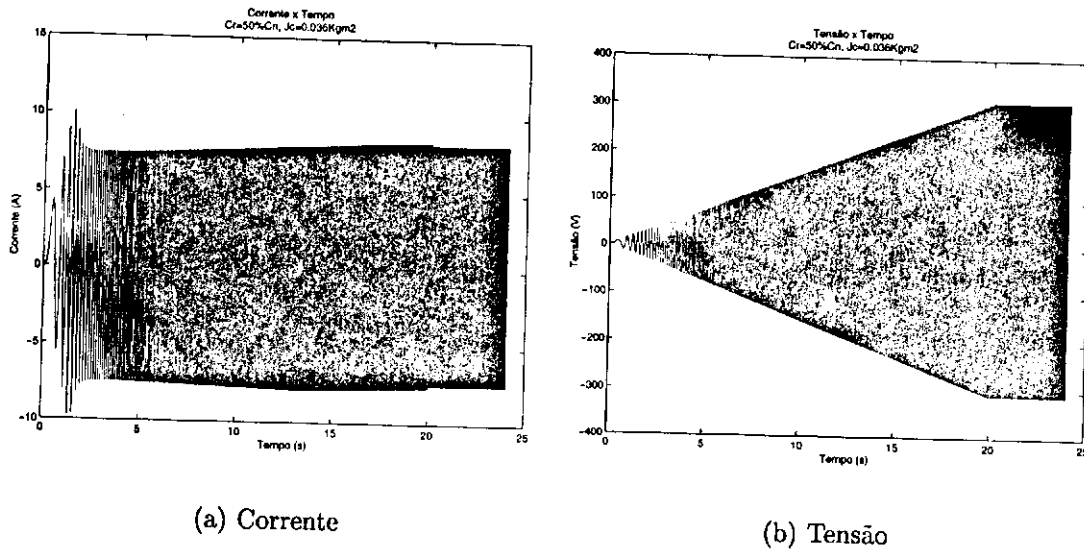 Corrente x Tempo
Cr=50%Cn, Jc=0.036Kgm2
15
10
5
0
−5
−10
Corrente (A)
0 5 10 15 20 25
Tempo (s)
(a) Corrente
Tensão x Tempo
Cr=50%Cn, Jc=0.036Kgm2
400
300
200
100
0
−100
−200
−300
−400
Tensão (V)
0 5 10 15 20 25
Tempo (s)
(b) Tensão